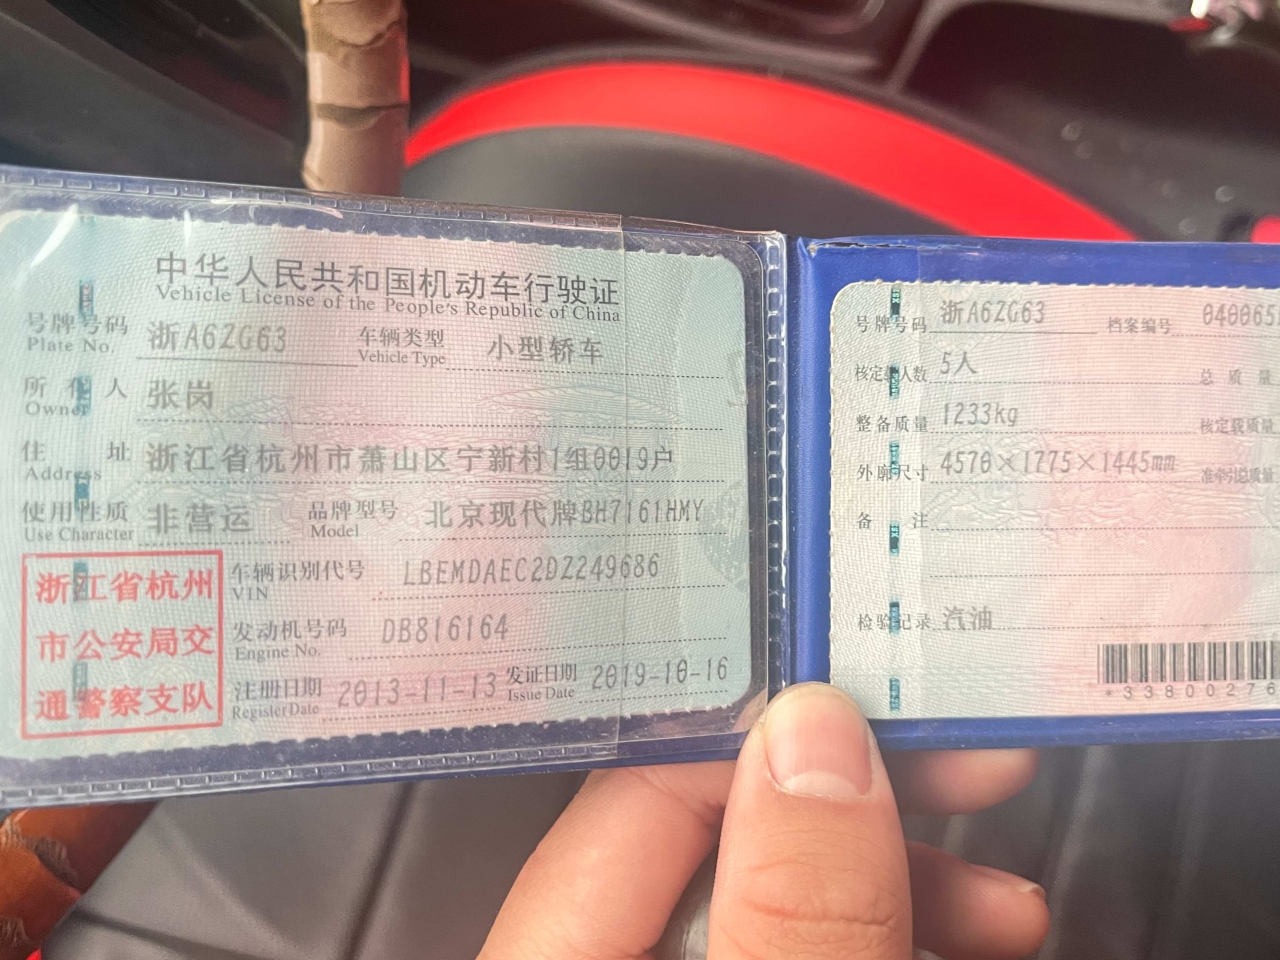 中华人民共和国机动车行驶证
Vehicle License of the People's Republic of China
号牌号码 浙A6ZG63 车辆类型 小型轿车
Plate No. Vehicle Type
所有人 张岗
Owner
住址 浙江省杭州市萧山区宁新村1组0019户
Address
使用性质 非营运 品牌型号 北京现代牌BH7161HMY
Use Character Model
浙江省杭州
市公安局交
通警察支队
车辆识别代号 LBEMDAEC2DZ249686
VIN
发动机号码 DB816164
Engine No.
注册日期 2013-11-13 发证日期 2019-10-16
Register Date Issue Date
号牌号码 浙A6ZG63 档案编号 040065
核定载人数 5人 总质量
整备质量 1233kg 核定载质量
外廓尺寸 4570×1775×1445mm 准牵引总质量
备注
检验记录 汽油
*33800276